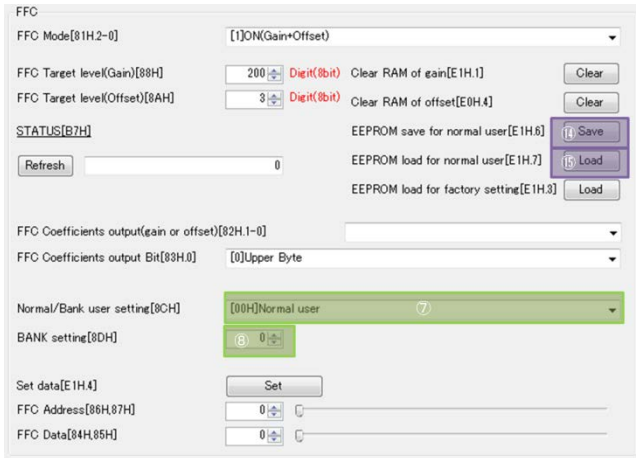 FFC
FFC Mode[81H.2-0] [1]ON(Gain+Offset)
FFC Target level(Gain)[88H] 200 Digit(8bit) Clear RAM of gain[E1H.1] Clear
FFC Target level(Offset)[8AH] 3 Digit(8bit) Clear RAM of offset[E0H.4] Clear
STATUS[B7H] EEPROM save for normal user[E1H.6] ⑭ Save
Refresh 0 EEPROM load for normal user[E1H.7] ⑮ Load
EEPROM load for factory setting[E1H.3] Load
FFC Coefficients output(gain or offset)[82H.1-0]
FFC Coefficients output Bit[83H.0] [0]Upper Byte
Normal/Bank user setting[8CH] [00H]Normal user ⑦
BANK setting[8DH] ⑧ 0
Set data[E1H.4] Set
FFC Address[86H,87H] 0
FFC Data[84H,85H] 0